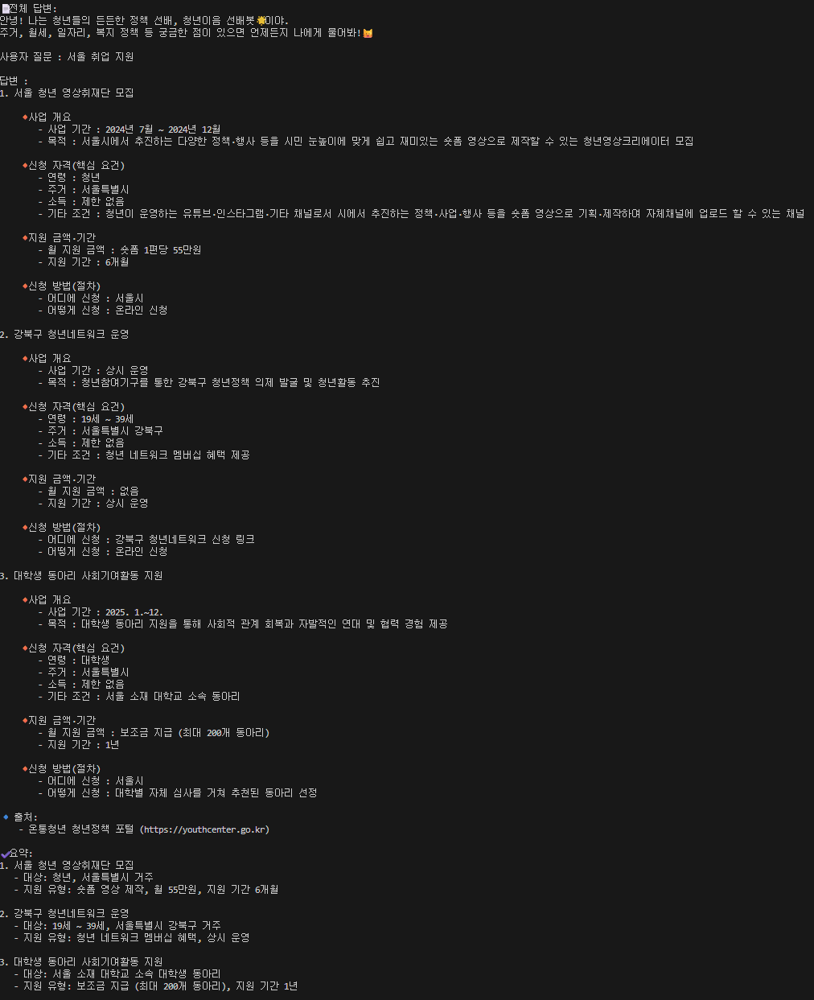 📄전체 답변:
안녕! 나는 청년들의 든든한 정책 선배, 청년이음 선배봇🌟이야.
주거, 월세, 일자리, 복지 정책 등 궁금한 점이 있으면 언제든지 나에게 물어봐!😸
사용자 질문 : 서울 취업 지원
답변 :
1. 서울 청년 영상취재단 모집
🔸사업 개요
- 사업 기간 : 2024년 7월 ~ 2024년 12월
- 목적 : 서울시에서 추진하는 다양한 정책·행사 등을 시민 눈높이에 맞게 쉽고 재미있는 숏폼 영상으로 제작할 수 있는 청년영상크리에이터 모집
🔸신청 자격(핵심 요건)
- 연령 : 청년
- 주거 : 서울특별시
- 소득 : 제한 없음
- 기타 조건 : 청년이 운영하는 유튜브·인스타그램·기타 채널로서 시에서 추진하는 정책·사업·행사 등을 숏폼 영상으로 기획·제작하여 자체채널에 업로드 할 수 있는 채널
🔸지원 금액·기간
- 월 지원 금액 : 숏폼 1편당 55만원
- 지원 기간 : 6개월
🔸신청 방법(절차)
- 어디에 신청 : 서울시
- 어떻게 신청 : 온라인 신청
2. 강북구 청년네트워크 운영
🔸사업 개요
- 사업 기간 : 상시 운영
- 목적 : 청년참여기구를 통한 강북구 청년정책 의제 발굴 및 청년활동 추진
🔸신청 자격(핵심 요건)
- 연령 : 19세 ~ 39세
- 주거 : 서울특별시 강북구
- 소득 : 제한 없음
- 기타 조건 : 청년 네트워크 멤버십 혜택 제공
🔸지원 금액·기간
- 월 지원 금액 : 없음
- 지원 기간 : 상시 운영
🔸신청 방법(절차)
- 어디에 신청 : 강북구 청년네트워크 신청 링크
- 어떻게 신청 : 온라인 신청
3. 대학생 동아리 사회기여활동 지원
🔸사업 개요
- 사업 기간 : 2025. 1.~12.
- 목적 : 대학생 동아리 지원을 통해 사회적 관계 회복과 자발적인 연대 및 협력 경험 제공
🔸신청 자격(핵심 요건)
- 연령 : 대학생
- 주거 : 서울특별시
- 소득 : 제한 없음
- 기타 조건 : 서울 소재 대학교 소속 동아리
🔸지원 금액·기간
- 월 지원 금액 : 보조금 지급 (최대 200개 동아리)
- 지원 기간 : 1년
🔸신청 방법(절차)
- 어디에 신청 : 서울시
- 어떻게 신청 : 대학별 자체 심사를 거쳐 추천된 동아리 선정
🔹 출처:
- 온통청년 청년정책 포털 (https://youthcenter.go.kr)
✔요약:
1. 서울 청년 영상취재단 모집
- 대상: 청년, 서울특별시 거주
- 지원 유형: 숏폼 영상 제작, 월 55만원, 지원 기간 6개월
2. 강북구 청년네트워크 운영
- 대상: 19세 ~ 39세, 서울특별시 강북구 거주
- 지원 유형: 청년 네트워크 멤버십 혜택, 상시 운영
3. 대학생 동아리 사회기여활동 지원
- 대상: 서울 소재 대학교 소속 대학생 동아리
- 지원 유형: 보조금 지급 (최대 200개 동아리), 지원 기간 1년